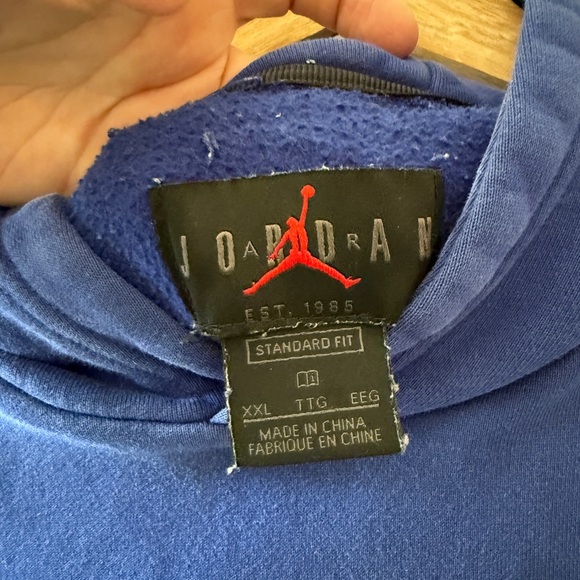 JORDAN
AIR
EST. 1985
STANDARD FIT
XXL TTG EEG
MADE IN CHINA
FABRIQUE EN CHINE